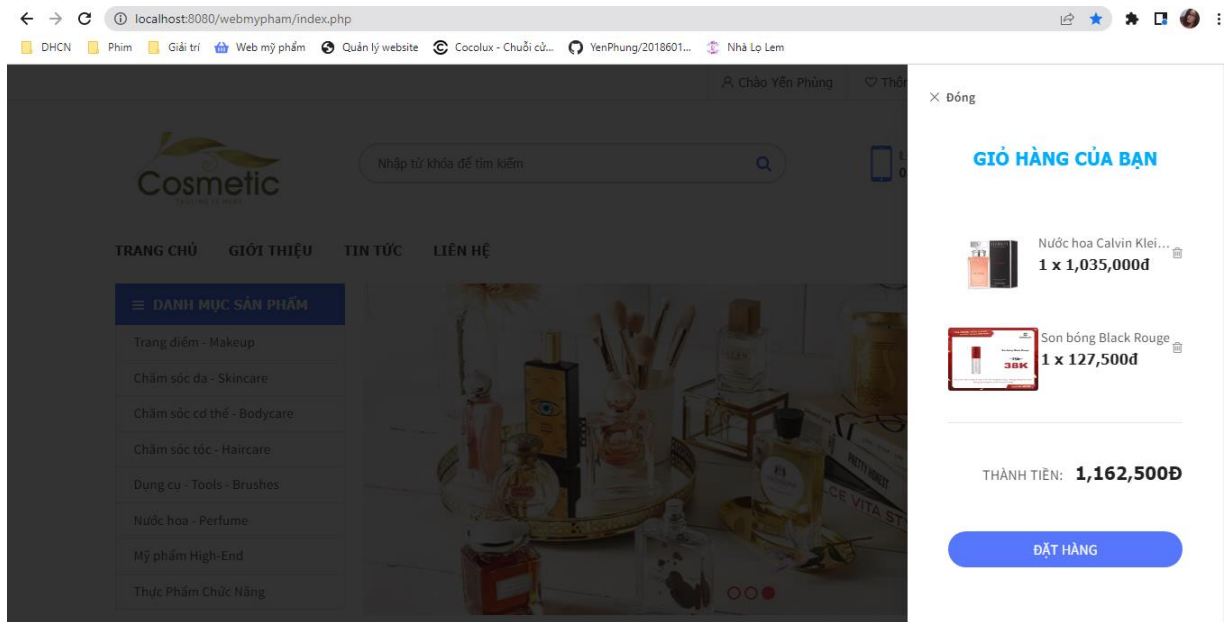 localhost:8080/webmypham/index.php
DHCN Phim Giải trí Web mỹ phẩm Quản lý website Cocolux - Chuỗi cử... YenPhung/2018601... Nhà Lọ Lem
Chào Yến Phùng
Đóng
Cosmetic
Nhập từ khóa để tìm kiếm
GIỎ HÀNG CỦA BẠN
TRANG CHỦ GIỚI THIỆU TIN TỨC LIÊN HỆ
Nước hoa Calvin Klei...
1 x 1,035,000đ
DANH MỤC SẢN PHẨM
Trang điểm - Makeup
Chăm sóc da - Skincare
Chăm sóc cơ thể - Bodycare
Chăm sóc tóc - Haircare
Dụng cụ - Tools - Brushes
Nước hoa - Perfume
Mỹ phẩm High-End
Thực Phẩm Chức Năng
Son bóng Black Rouge
1 x 127,500đ
38K
THÀNH TIỀN: 1,162,500Đ
ĐẶT HÀNG